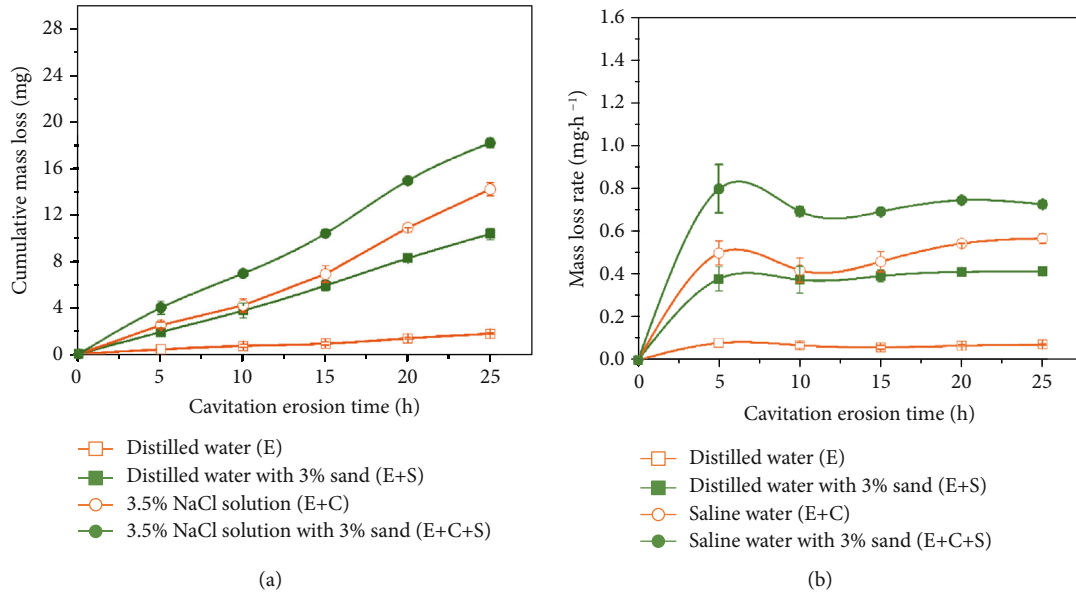 28
24
20
16
12
8
4
0
Cumulative mass loss (mg)
0 5 10 15 20 25
Cavitation erosion time (h)
Distilled water (E)
Distilled water with 3% sand (E+S)
3.5% NaCl solution (E+C)
3.5% NaCl solution with 3% sand (E+C+S)
(a)
1.6
1.4
1.2
1.0
0.8
0.6
0.4
0.2
0.0
Mass loss rate (mg·h⁻¹)
0 5 10 15 20 25
Cavitation erosion time (h)
Distilled water (E)
Distilled water with 3% sand (E+S)
Saline water (E+C)
Saline water with 3% sand (E+C+S)
(b)